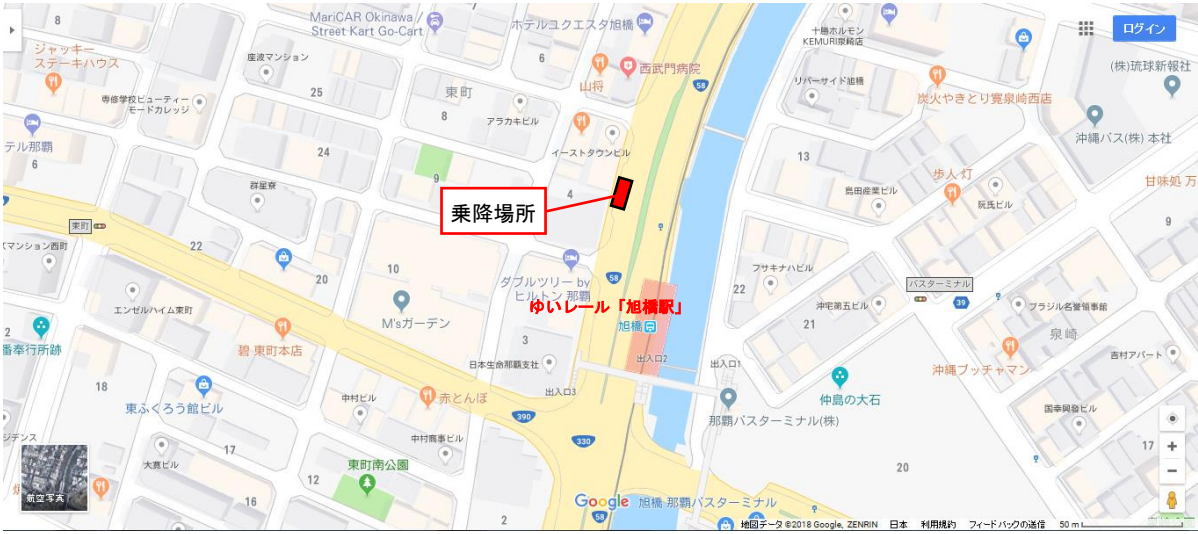 8
MariCAR Okinawa /
Street Kart Go-Cart
ホテルユクエスタ旭橋
十勝ホルモン
KEMURI泉崎店
ログイン
ジャッキー
ステーキハウス
座波マンション
6
山将
西武門病院
58
リバーサイド旭橋
(株)琉球新報社
専修学校ビューティー
モードカレッジ
25
東町
8
アラカキビル
炭火やきとり寛泉崎西店
沖縄バス(株) 本社
テル那覇
6
24
イーストタウンビル
13
歩人 灯
甘味処 万
群星寮
9
4
乗降場所
島田産業ビル
阮氏ビル
東町
22
9
マンション西町
20
10
ダブルツリー by
ヒルトン 那覇
58
フサキナハビル
22
バスターミナル
39
エンゼルハイム東町
M'sガーデン
ゆいレール「旭橋駅」
旭橋
沖宅第五ビル
21
ブラジル名誉領事館
泉崎
2
番奉行所跡
碧 東町本店
3
日本生命那覇支社
出入口2
出入口1
沖縄ブッチャマン
吉村アパート
18
東ふくろう館ビル
中村ビル
赤とんぼ
出入口3
390
仲島の大石
那覇バスターミナル(株)
国幸興発ビル
ジデンス
大蔦ビル
17
中村商事ビル
330
東町南公園
12
20
17
航空写真
16
2
Google
旭橋 那覇バスターミナル
58
地図データ ©2018 Google, ZENRIN 日本 利用規約 フィードバックの送信 50 m